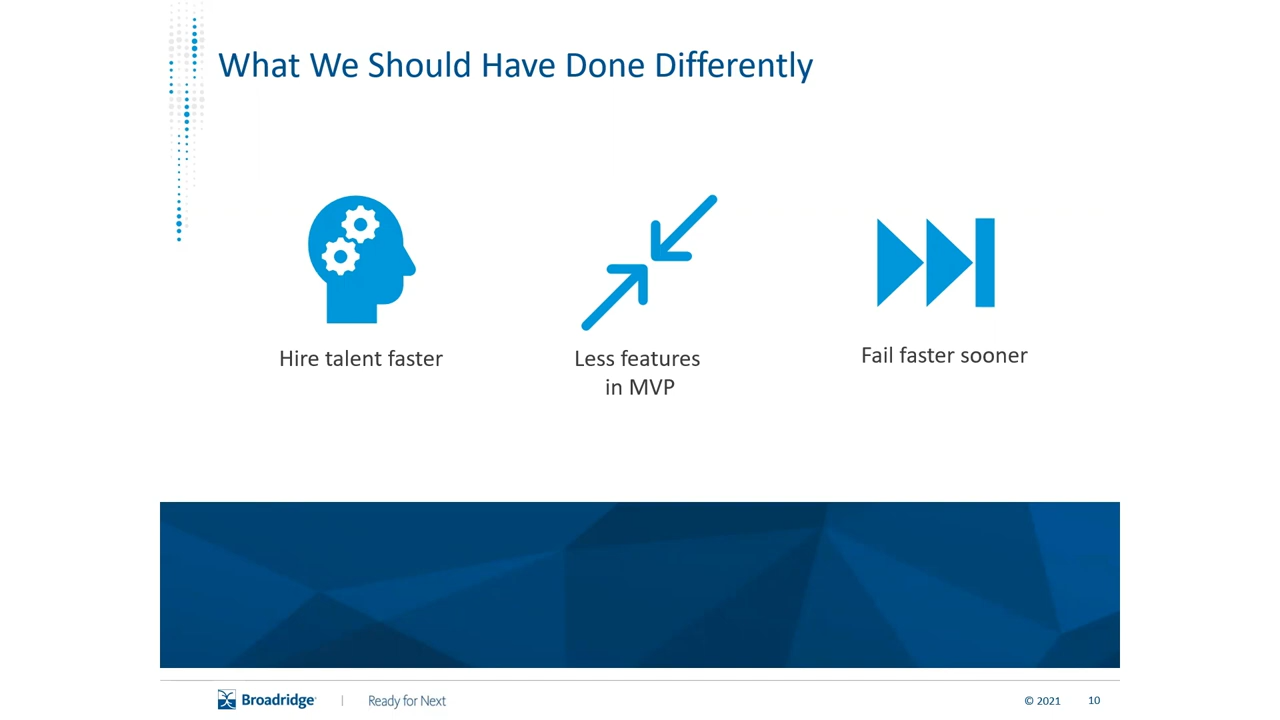 What We Should Have Done Differently
Hire talent faster
Less features
in MVP
Fail faster sooner
Broadridge | Ready for Next
© 2021 10